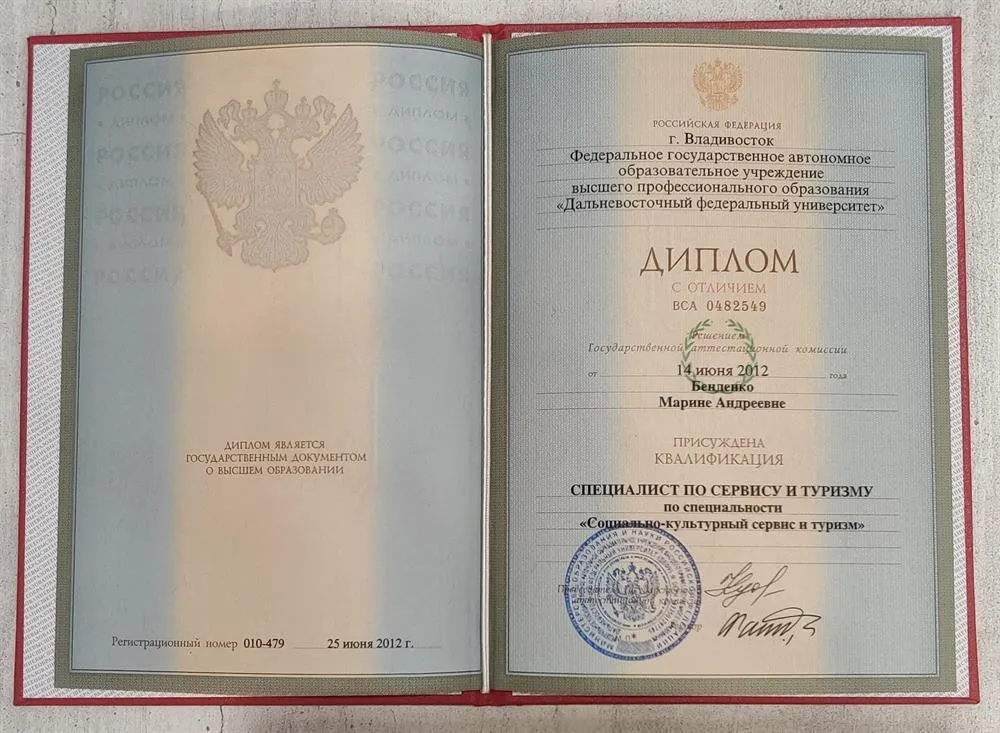 РОССИЯ
ДИПЛОМ
РОССИЯ
ДИПЛОМ
РОССИЯ
ДИПЛОМ
РОССИЯ
ДИПЛОМ ЯВЛЯЕТСЯ
ГОСУДАРСТВЕННЫМ ДОКУМЕНТОМ
О ВЫСШЕМ ОБРАЗОВАНИИ
Регистрационный номер 010-479 25 июня 2012 г.
РОССИЙСКАЯ ФЕДЕРАЦИЯ
г. Владивосток
Федеральное государственное автономное
образовательное учреждение
высшего профессионального образования
«Дальневосточный федеральный университет»
ДИПЛОМ
С ОТЛИЧИЕМ
ВСА 0482549
Решением
Государственной аттестационной комиссии
от 14 июня 2012 года
Бенденко
Марине Андреевне
ПРИСУЖДЕНА
КВАЛИФИКАЦИЯ
СПЕЦИАЛИСТ ПО СЕРВИСУ И ТУРИЗМУ
по специальности
«Социально-культурный сервис и туризм»